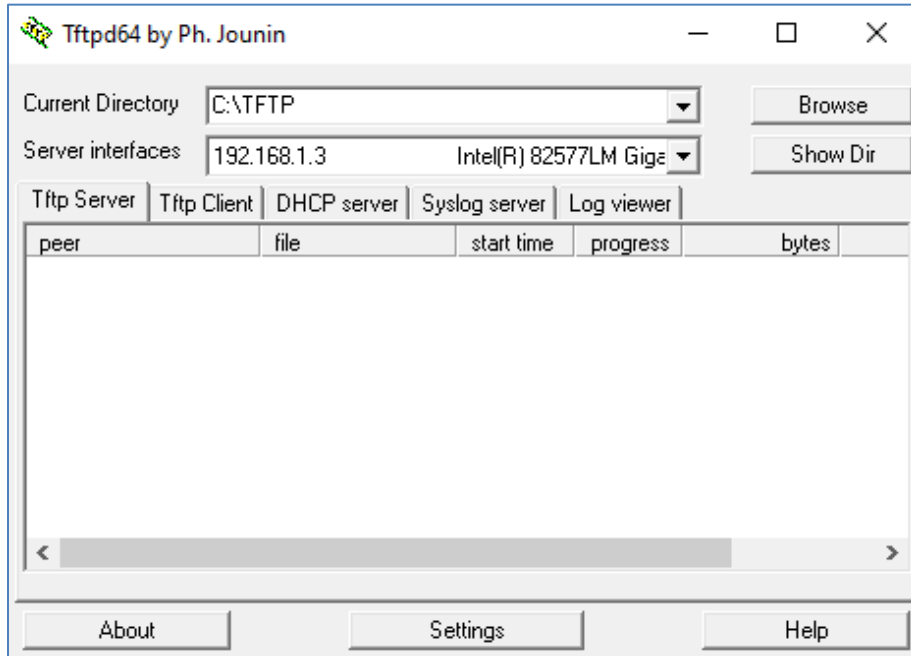 Tftpd64 by Ph. Jounin
Current Directory C:\TFTP Browse
Server interfaces 192.168.1.3 Intel(R) 82577LM Giga Show Dir
Tftp Server Tftp Client DHCP server Syslog server Log viewer
peer file start time progress bytes
About Settings Help